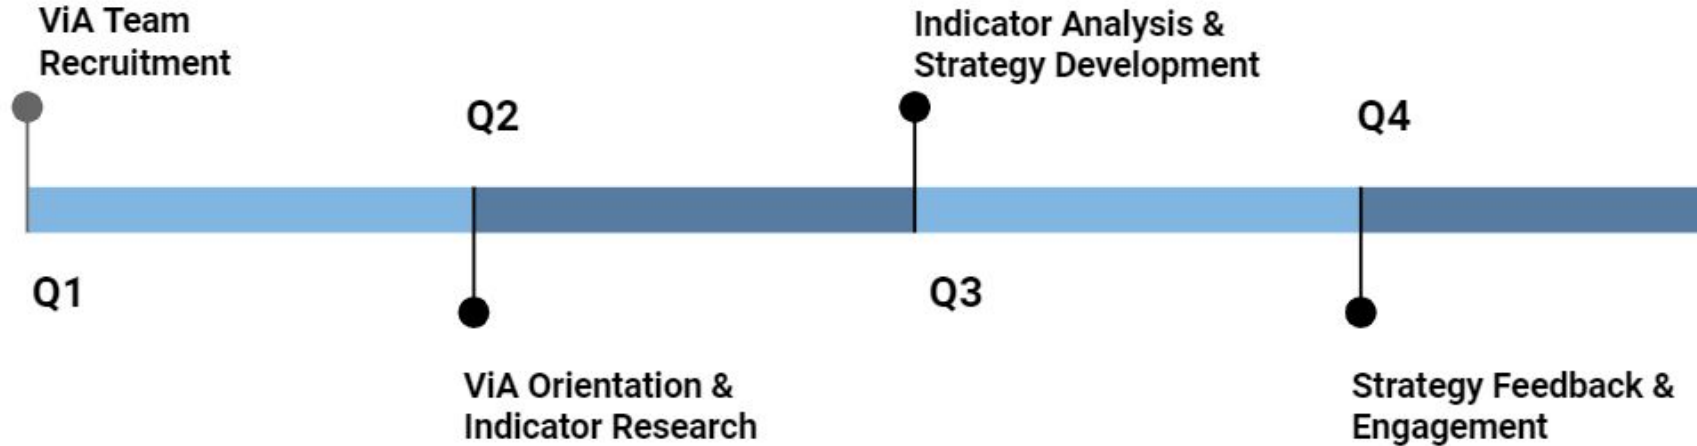 ViA Team
Recruitment
Indicator Analysis &
Strategy Development
Q2
Q4
Q1
Q3
ViA Orientation &
Indicator Research
Strategy Feedback &
Engagement